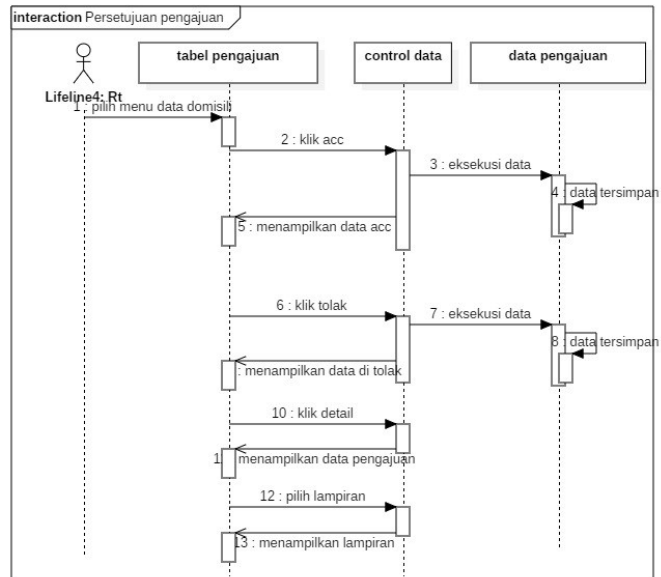 interaction Persetujuan pengajuan
tabel pengajuan
control data
data pengajuan
Lifeline4: Rt
1 : pilih menu data domisili
2 : klik acc
3 : eksekusi data
4 : data tersimpan
5 : menampilkan data acc
6 : klik tolak
7 : eksekusi data
8 : data tersimpan
: menampilkan data di tolak
10 : klik detail
1 menampilkan data pengajuan
12 : pilih lampiran
13 : menampilkan lampiran